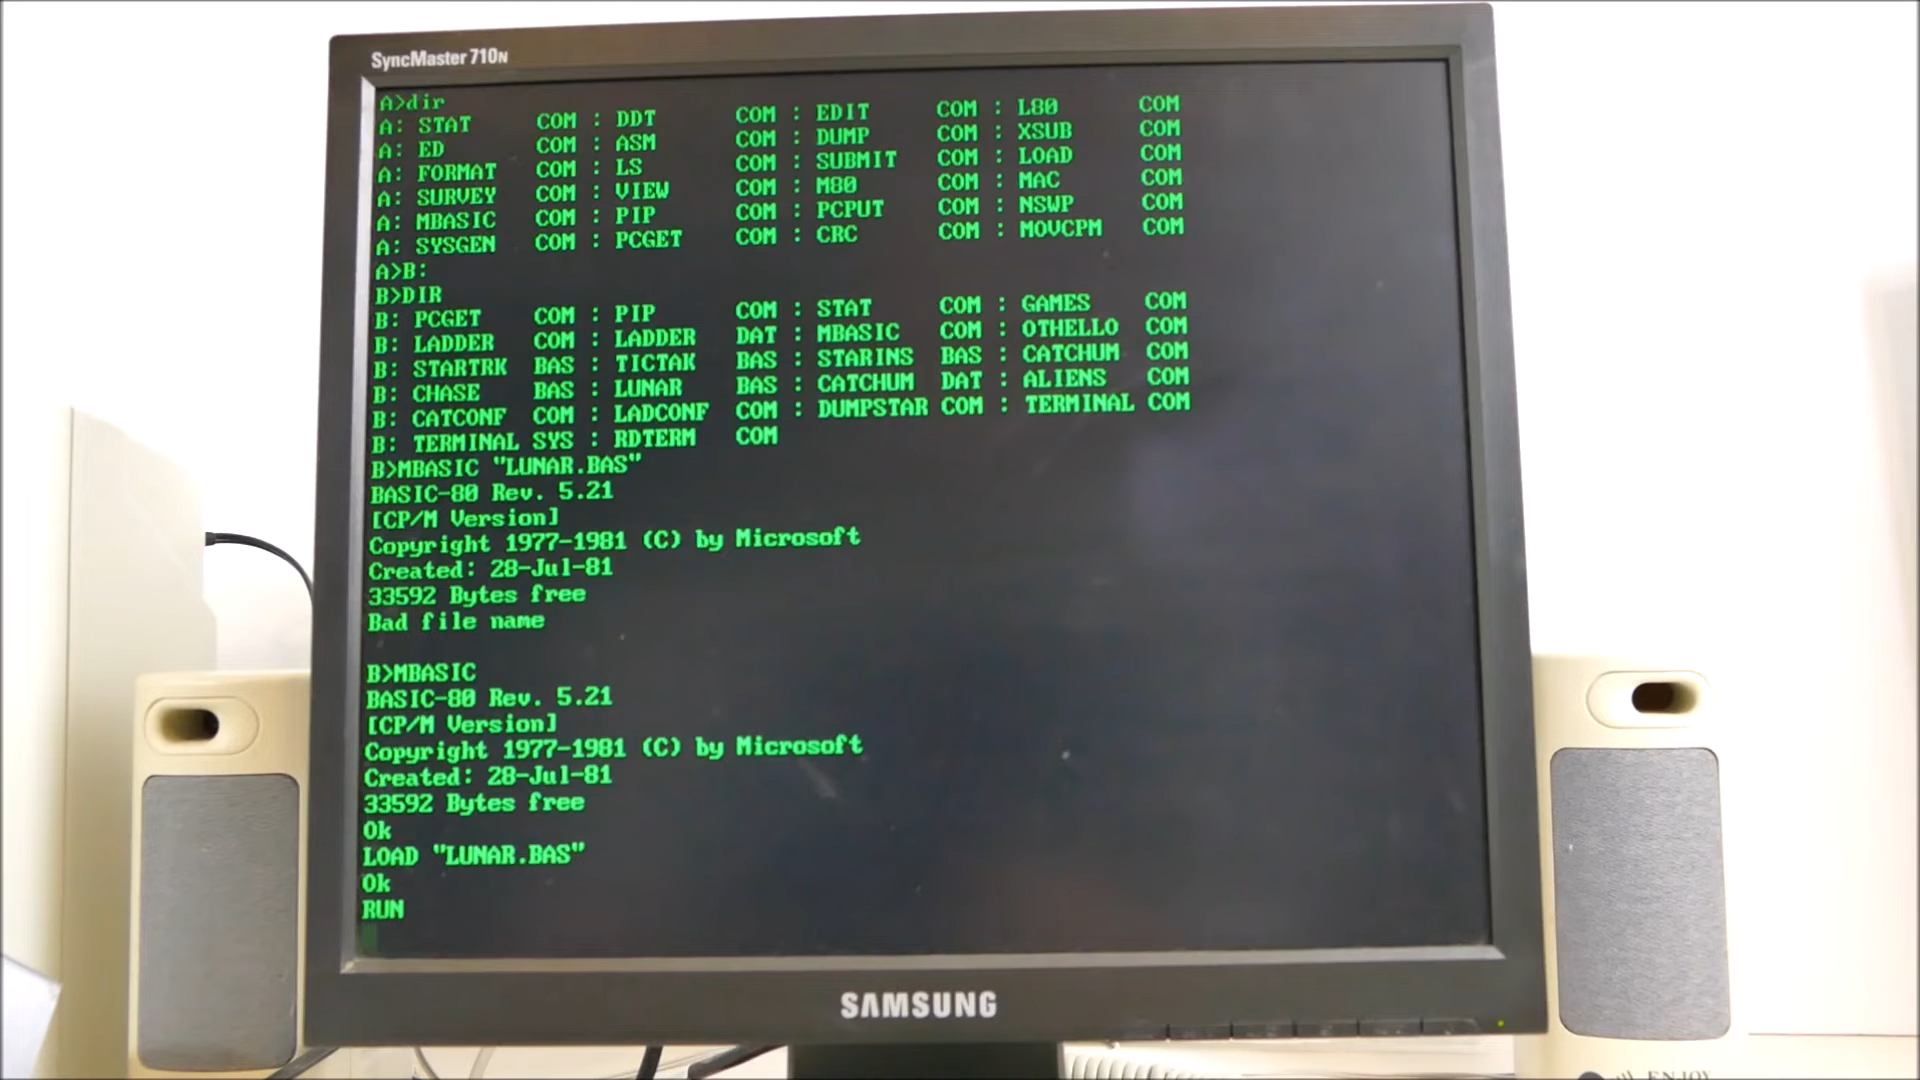 SyncMaster 710N
A>dir
A: STAT COM : DDT COM : EDIT COM : L80 COM
A: ED COM : ASM COM : DUMP COM : XSUB COM
A: FORMAT COM : LS COM : SUBMIT COM : LOAD COM
A: SURVEY COM : VIEW COM : M80 COM : MAC COM
A: MBASIC COM : PIP COM : PCPUT COM : NSWP COM
A: SYSGEN COM : PCGET COM : CRC COM : MOVCPM COM
A>B:
B>DIR
B: PCGET COM : PIP COM : STAT COM : GAMES COM
B: LADDER COM : LADDER DAT : MBASIC COM : OTHELLO COM
B: STARTRK BAS : TICTAK BAS : STARINS BAS : CATCHUM COM
B: CHASE BAS : LUNAR BAS : CATCHUM DAT : ALIENS COM
B: CATCONF COM : LADCONF COM : DUMPSTAR COM : TERMINAL COM
B: TERMINAL SYS : RDTERM COM
B>MBASIC "LUNAR.BAS"
BASIC-80 Rev. 5.21
[CP/M Version]
Copyright 1977-1981 (C) by Microsoft
Created: 28-Jul-81
33592 Bytes free
Bad file name
B>MBASIC
BASIC-80 Rev. 5.21
[CP/M Version]
Copyright 1977-1981 (C) by Microsoft
Created: 28-Jul-81
33592 Bytes free
Ok
LOAD "LUNAR.BAS"
Ok
RUN
SAMSUNG
ENJOY